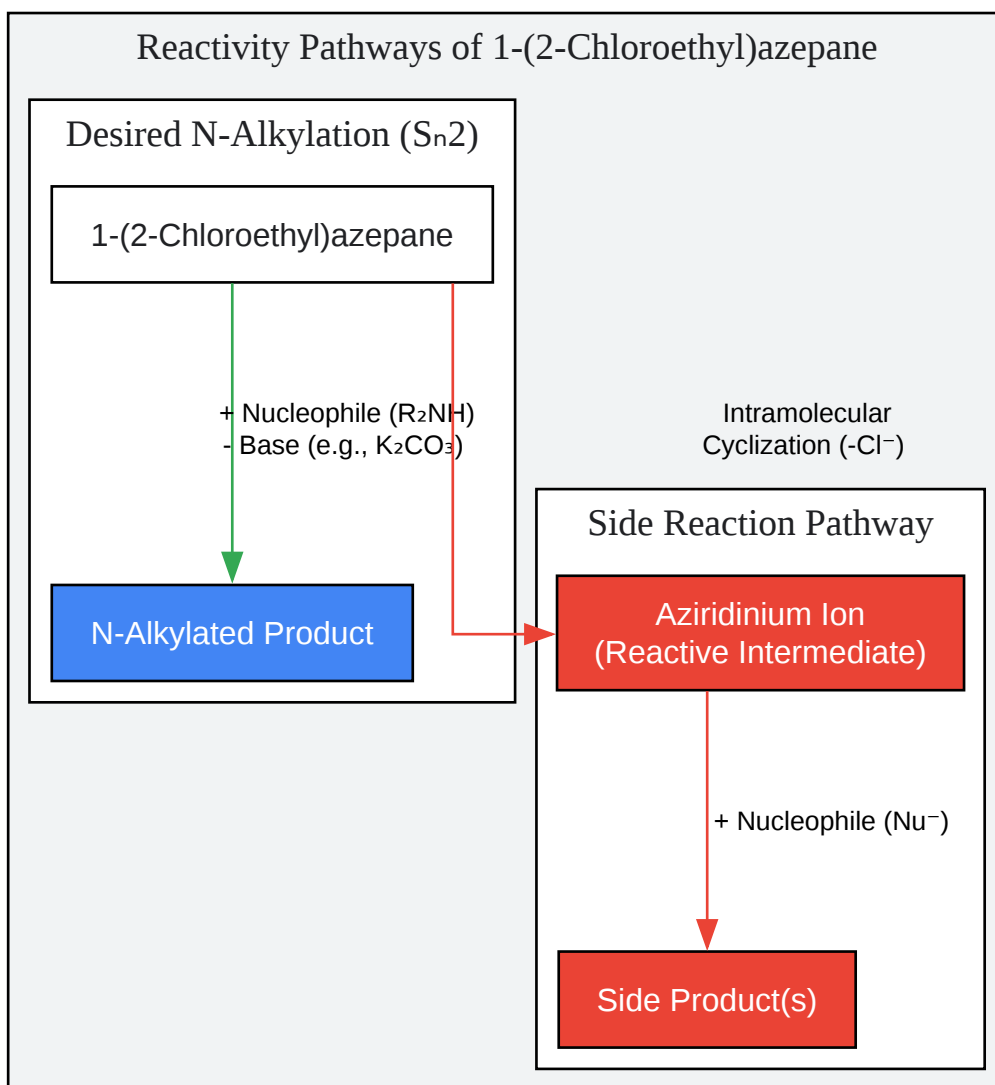 Reactivity Pathways of 1-(2-Chloroethyl)azepane
Desired N-Alkylation (Sₙ2)
1-(2-Chloroethyl)azepane
+ Nucleophile (R₂NH)
- Base (e.g., K₂CO₃)
N-Alkylated Product
Intramolecular
Cyclization (-Cl⁻)
Side Reaction Pathway
Aziridinium Ion
(Reactive Intermediate)
+ Nucleophile (Nu⁻)
Side Product(s)